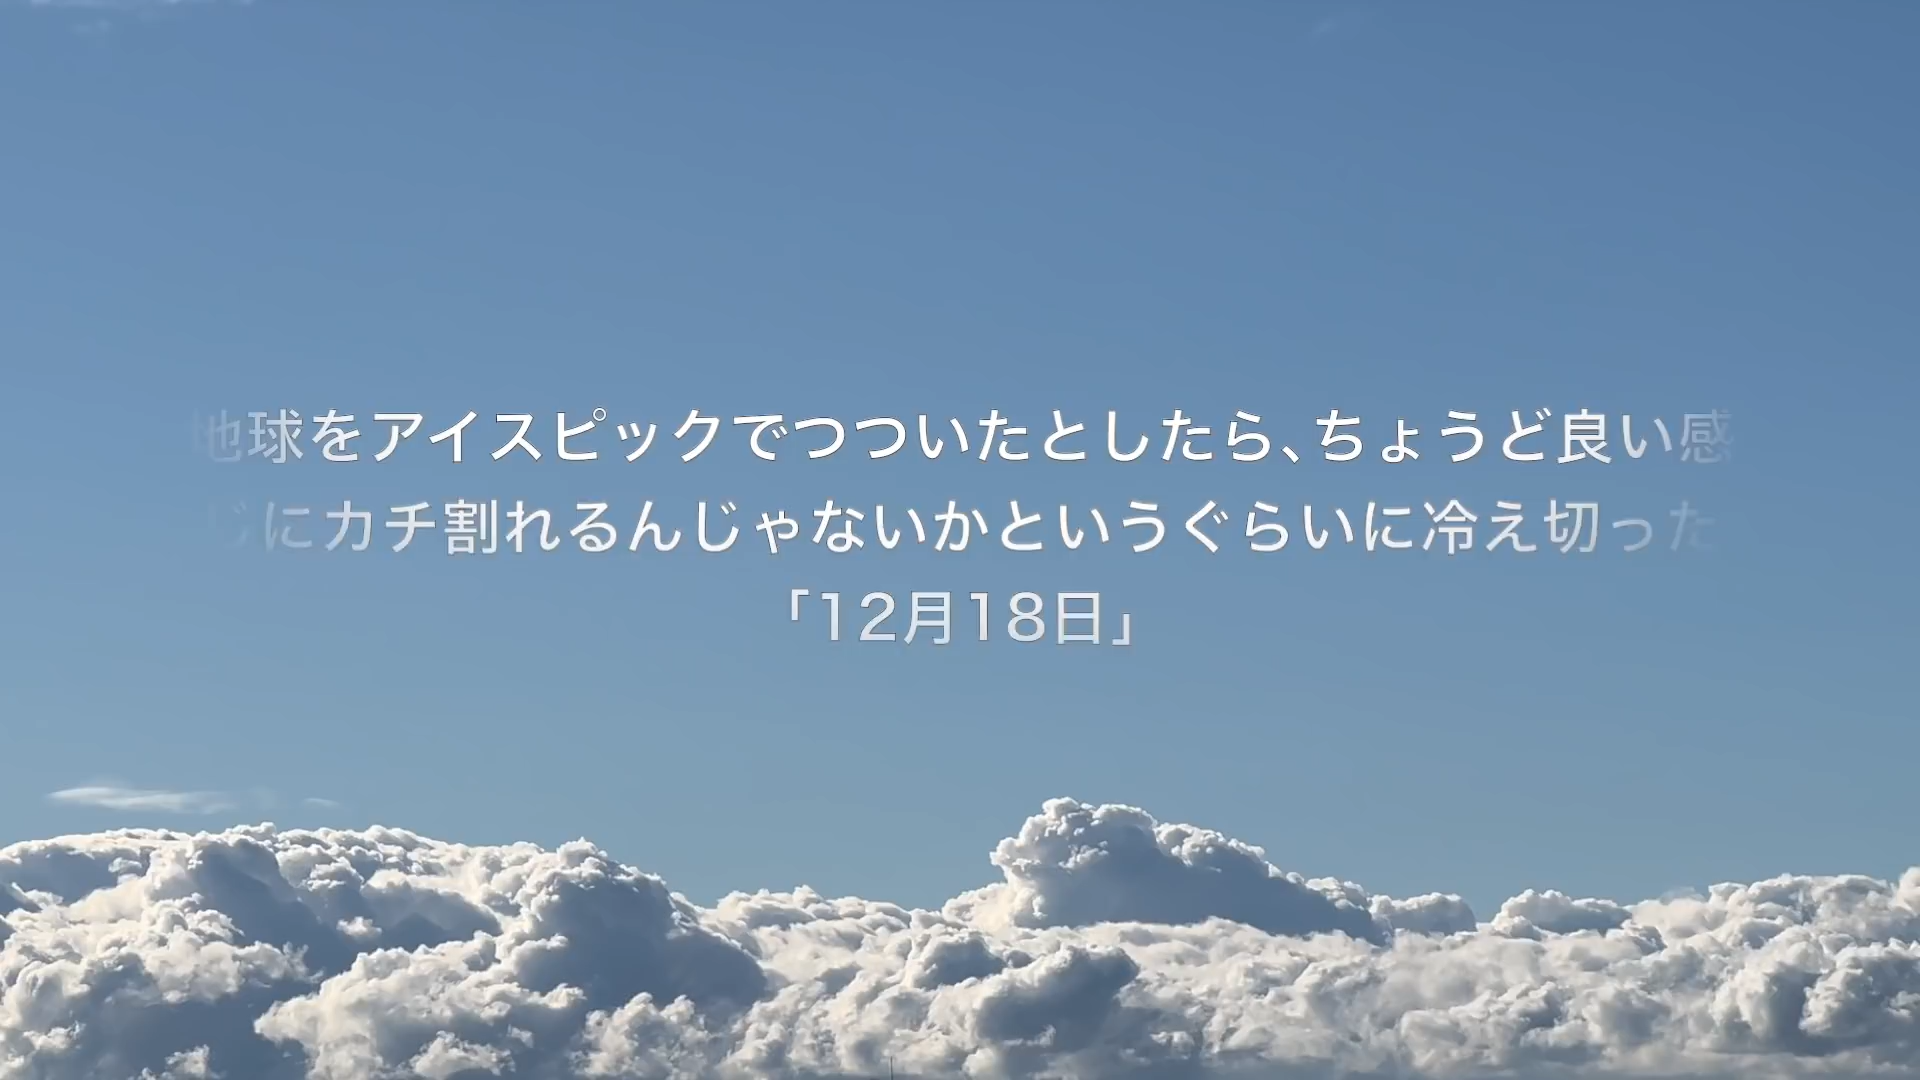 地球をアイスピックでつついたとしたら、ちょうど良い感
じにカチ割れるんじゃないかというぐらいに冷え切った
「12月18日」